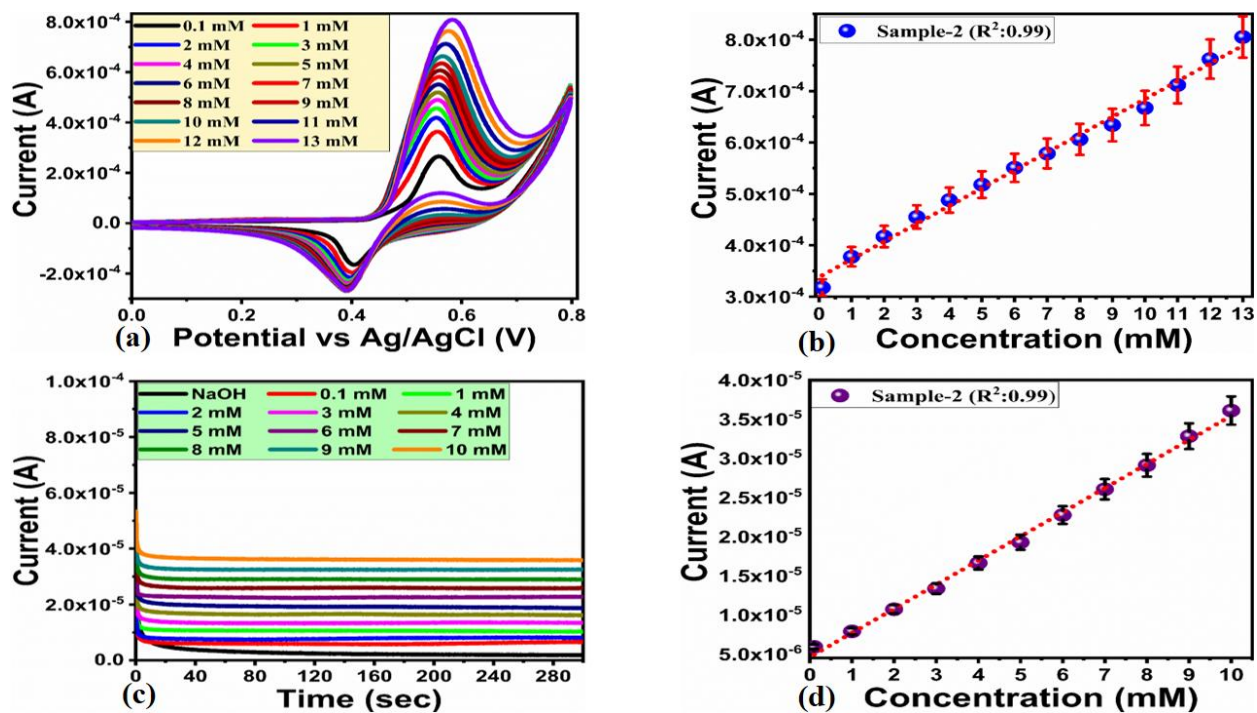 8.0x10⁻⁴
6.0x10⁻⁴
4.0x10⁻⁴
2.0x10⁻⁴
0.0
-2.0x10⁻⁴
Current (A)
0.1 mM 1 mM
2 mM 3 mM
4 mM 5 mM
6 mM 7 mM
8 mM 9 mM
10 mM 11 mM
12 mM 13 mM
0.0 0.2 0.4 0.6 0.8
(a) Potential vs Ag/AgCl (V)
8.0x10⁻⁴
7.0x10⁻⁴
6.0x10⁻⁴
5.0x10⁻⁴
4.0x10⁻⁴
3.0x10⁻⁴
Current (A)
Sample-2 (R²:0.99)
0 1 2 3 4 5 6 7 8 9 10 11 12 13
(b) Concentration (mM)
1.0x10⁻⁴
8.0x10⁻⁵
6.0x10⁻⁵
4.0x10⁻⁵
2.0x10⁻⁵
0.0
Current (A)
NaOH 0.1 mM 1 mM
2 mM 3 mM 4 mM
5 mM 6 mM 7 mM
8 mM 9 mM 10 mM
0 40 80 120 160 200 240 280
(c) Time (sec)
4.0x10⁻⁵
3.5x10⁻⁵
3.0x10⁻⁵
2.5x10⁻⁵
2.0x10⁻⁵
1.5x10⁻⁵
1.0x10⁻⁵
5.0x10⁻⁶
Current (A)
Sample-2 (R²:0.99)
0 1 2 3 4 5 6 7 8 9 10
(d) Concentration (mM)